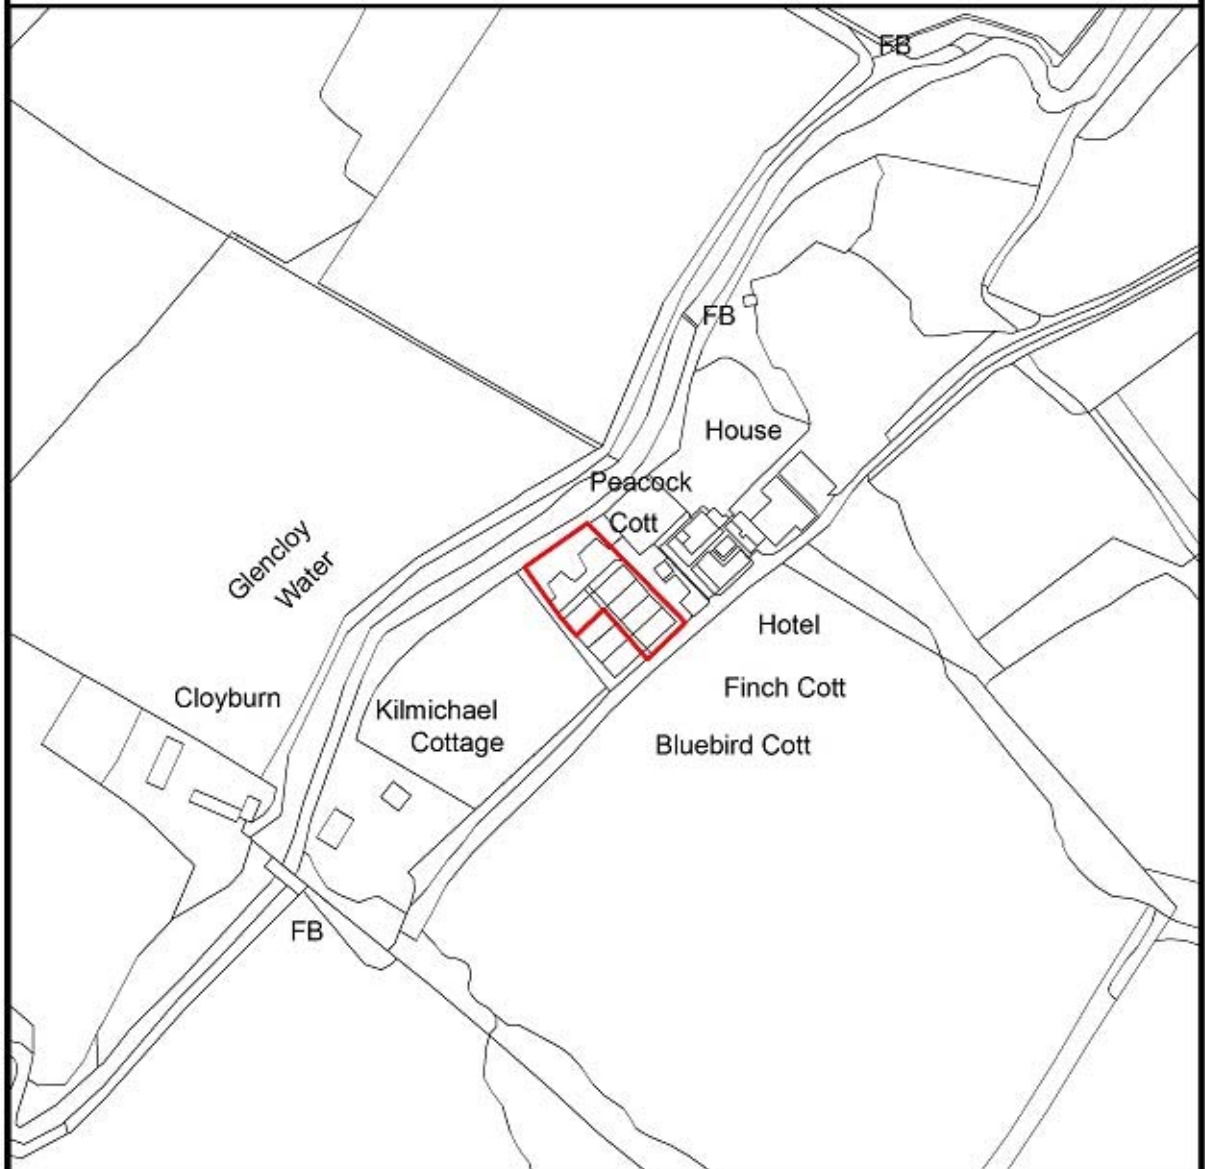 FB
FB
House
Peacock
Cott
Glencloy
Water
Hotel
Finch Cott
Cloyburn
Kilmichael
Cottage
Bluebird Cott
FB